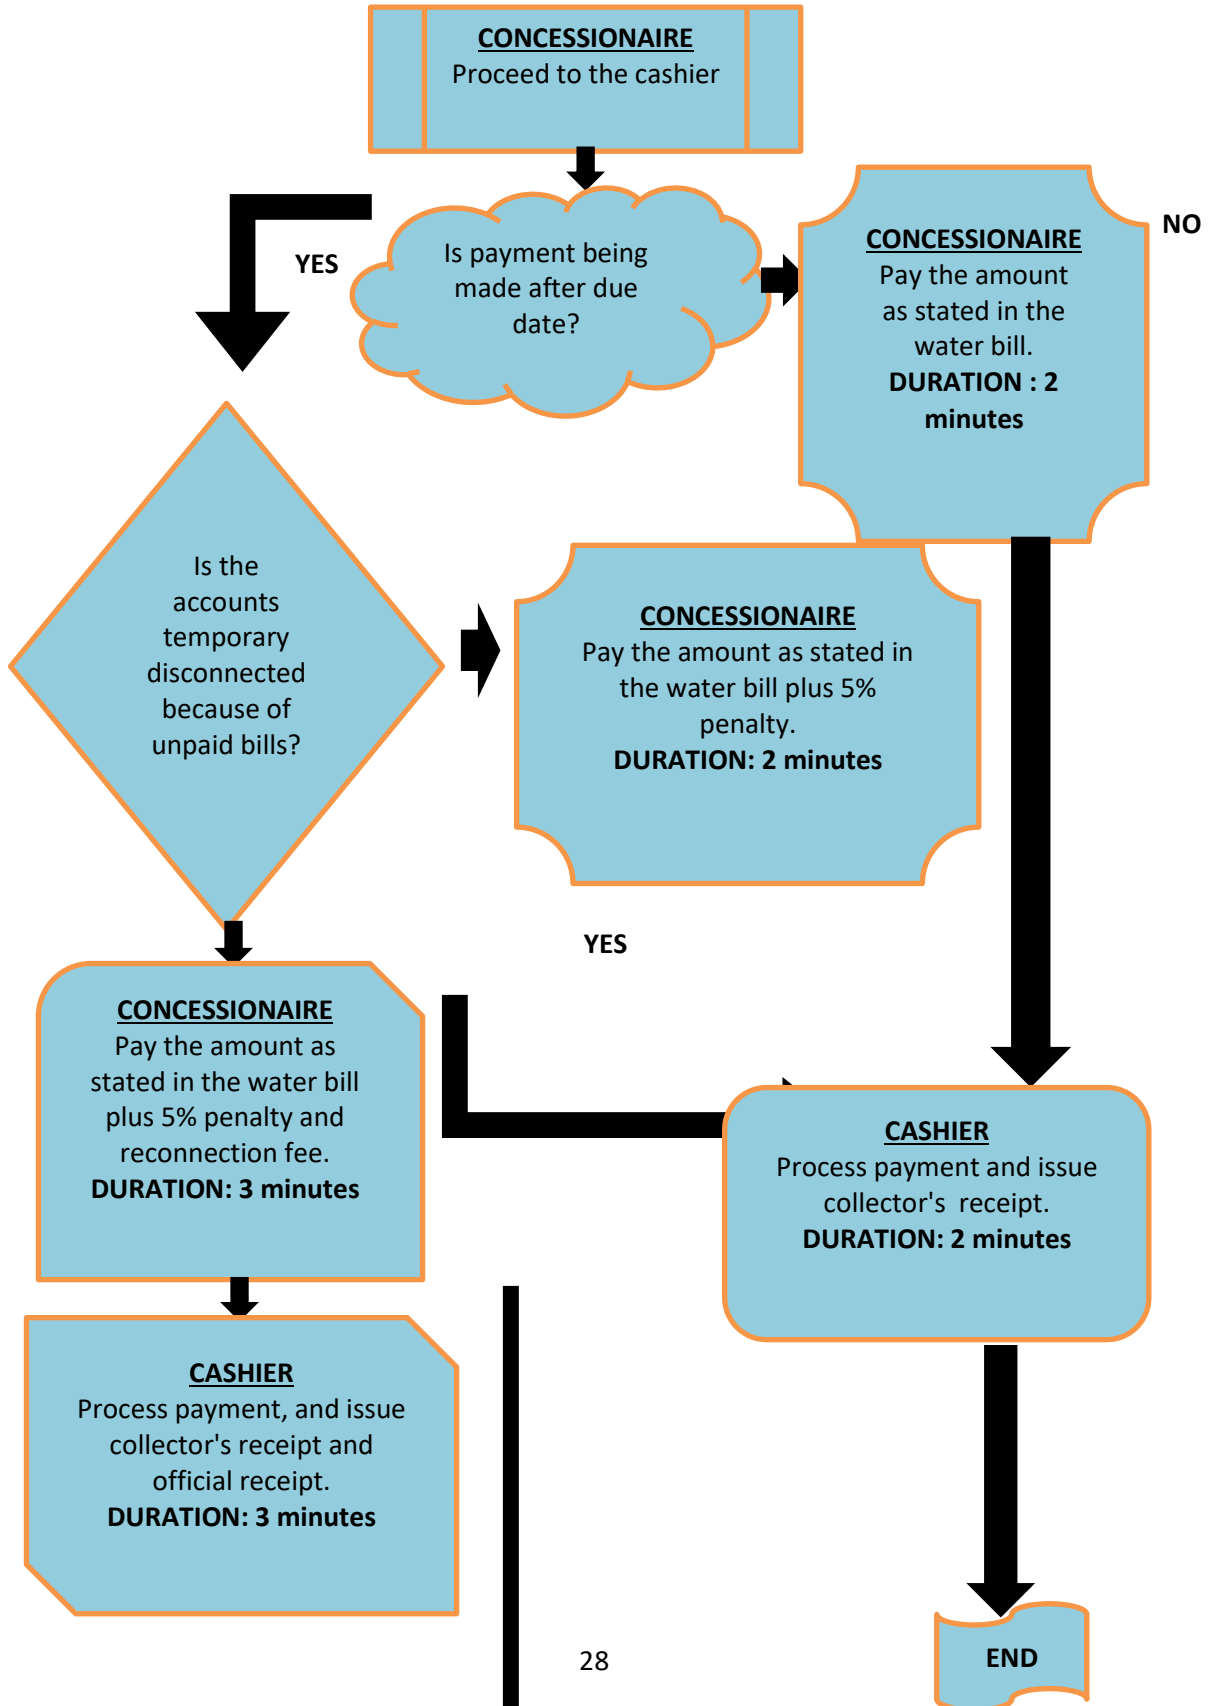 CONCESSIONAIRE
Proceed to the cashier
YES
Is payment being
made after due
date?
CONCESSIONAIRE
Pay the amount
as stated in the
water bill.
DURATION : 2
minutes
NO
Is the
accounts
temporary
disconnected
because of
unpaid bills?
CONCESSIONAIRE
Pay the amount as stated in
the water bill plus 5%
penalty.
DURATION: 2 minutes
YES
CONCESSIONAIRE
Pay the amount as
stated in the water bill
plus 5% penalty and
reconnection fee.
DURATION: 3 minutes
CASHIER
Process payment and issue
collector's  receipt.
DURATION: 2 minutes
CASHIER
Process payment, and issue
collector's receipt and
official receipt.
DURATION: 3 minutes
END
28